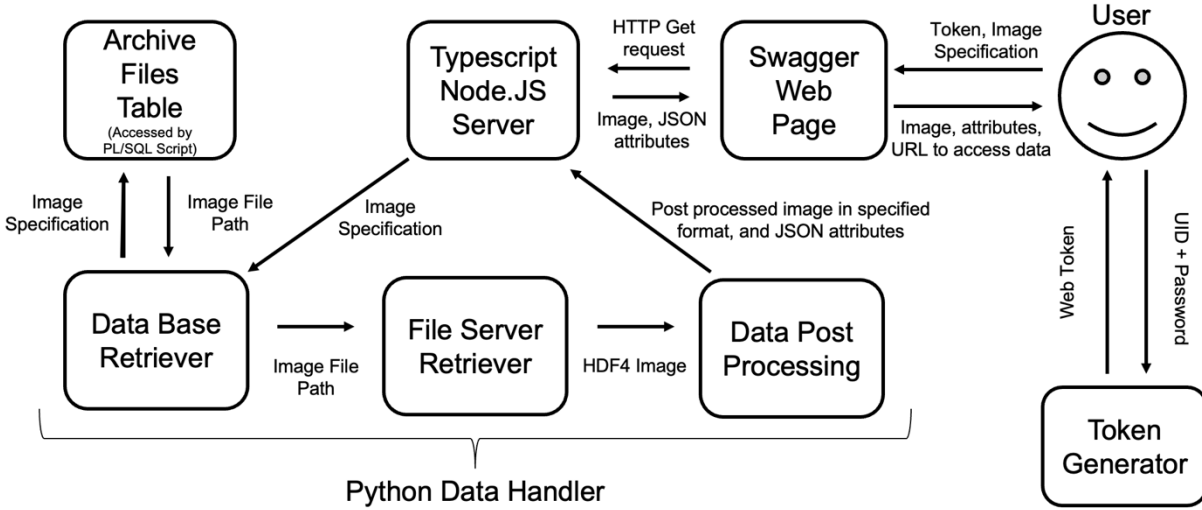 Archive
Files
Table
(Accessed by
PL/SQL Script)
Typescript
Node.JS
Server
HTTP Get
request
Image, JSON
attributes
Swagger
Web
Page
Token, Image
Specification
Image, attributes,
URL to access data
User
Image
Specification
Image File
Path
Image
Specification
Post processed image in specified
format, and JSON attributes
Web Token
UID + Password
Data Base
Retriever
Image File
Path
File Server
Retriever
HDF4 Image
Data Post
Processing
Token
Generator
Python Data Handler